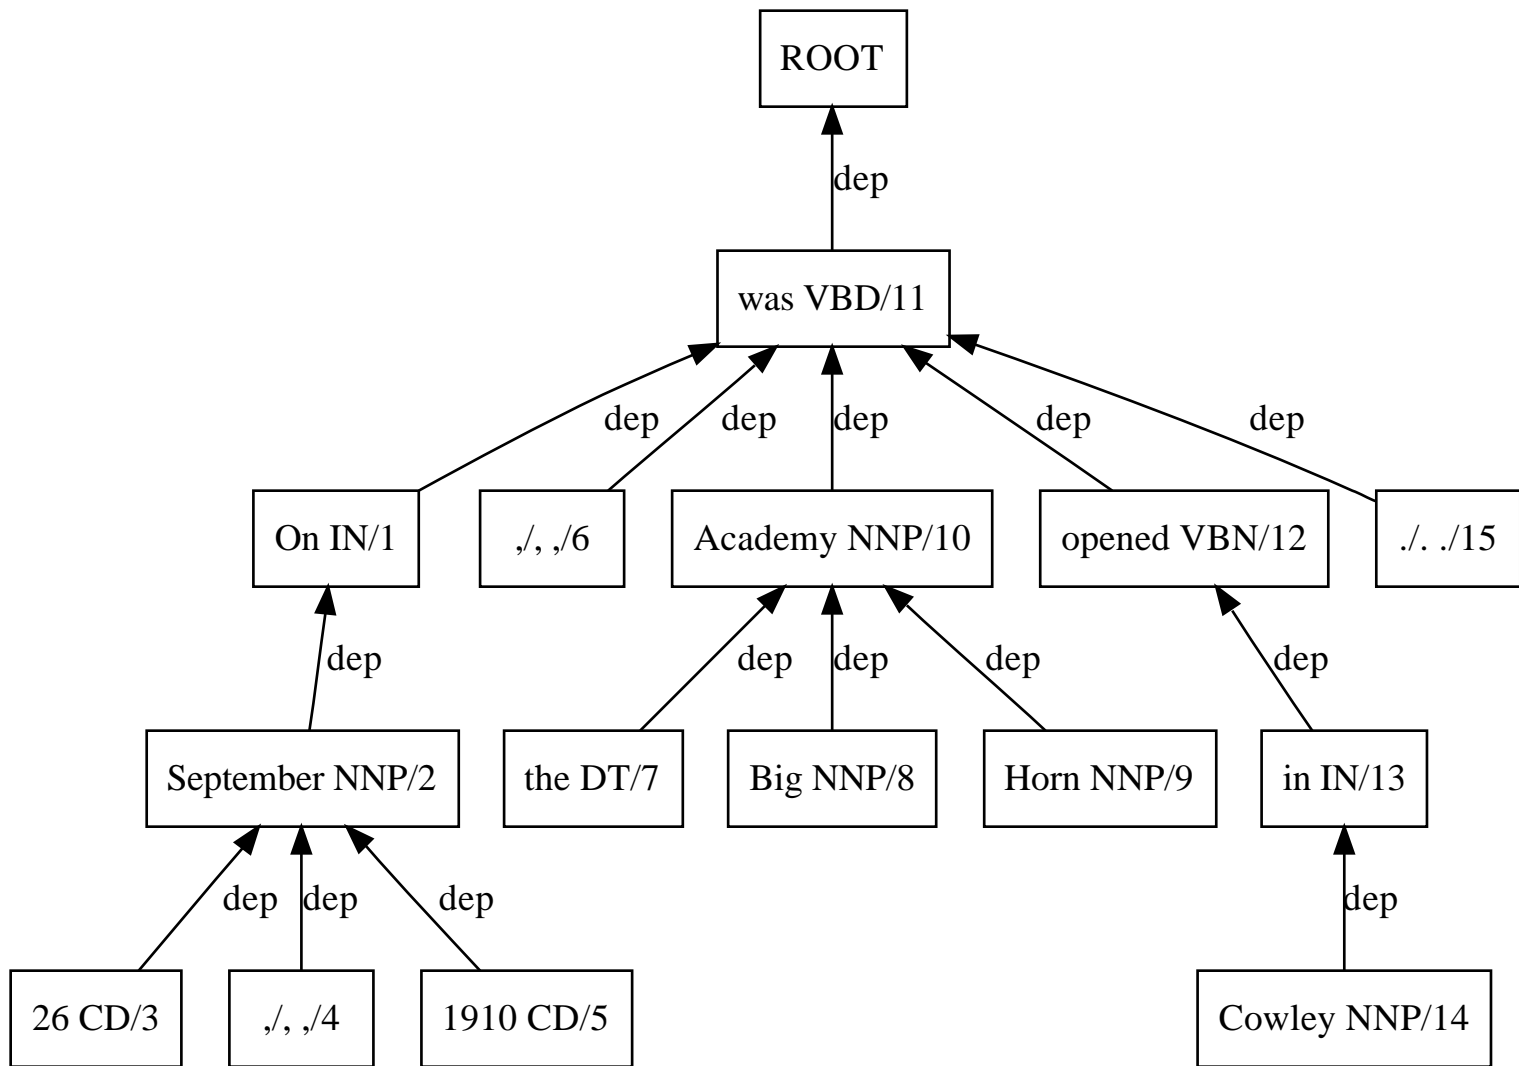 ROOT
dep
was VBD/11
dep dep dep dep dep
On IN/1 ,/, ,/6 Academy NNP/10 opened VBN/12 ./. ./15
dep dep dep dep dep
September NNP/2 the DT/7 Big NNP/8 Horn NNP/9 in IN/13
dep dep dep dep
26 CD/3 ,/, ,/4 1910 CD/5 Cowley NNP/14